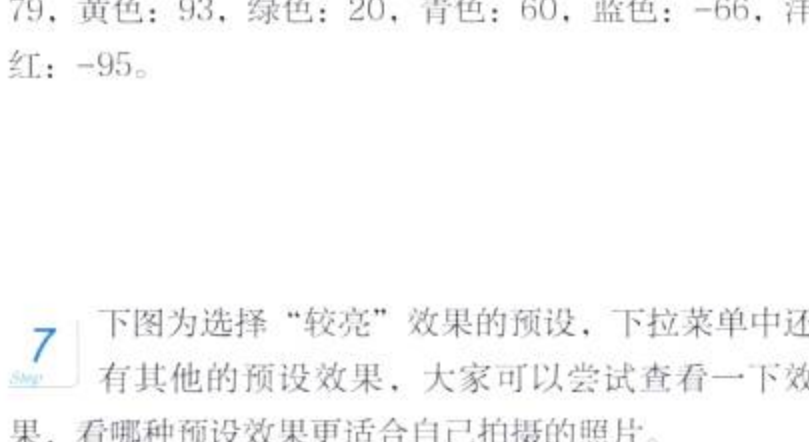 79，黄色：93，绿色：20，青色：60，蓝色：-66，洋
红：-95。
7
Step
下图为选择“较亮”效果的预设，下拉菜单中还
有其他的预设效果，大家可以尝试查看一下效
果，看哪种预设效果更适合自己拍摄的照片。